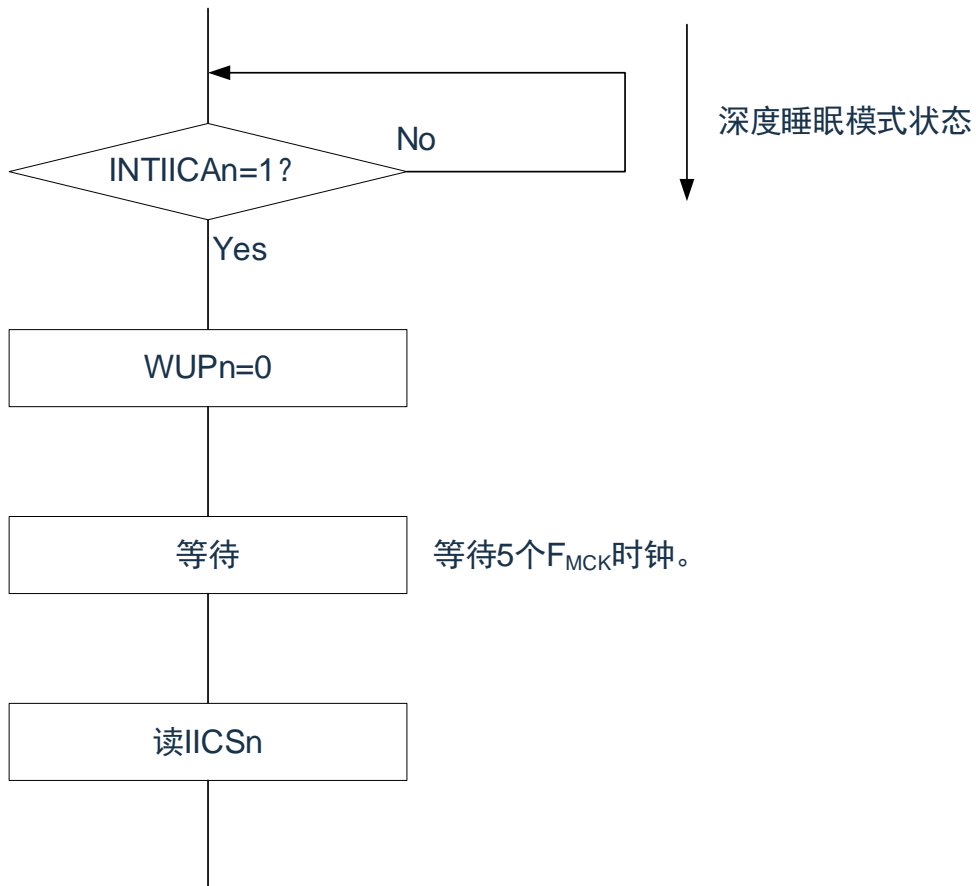 深度睡眠模式状态
No
INTIICAn=1?
Yes
WUPn=0
等待
等待5个FMCK时钟。
读IICSn